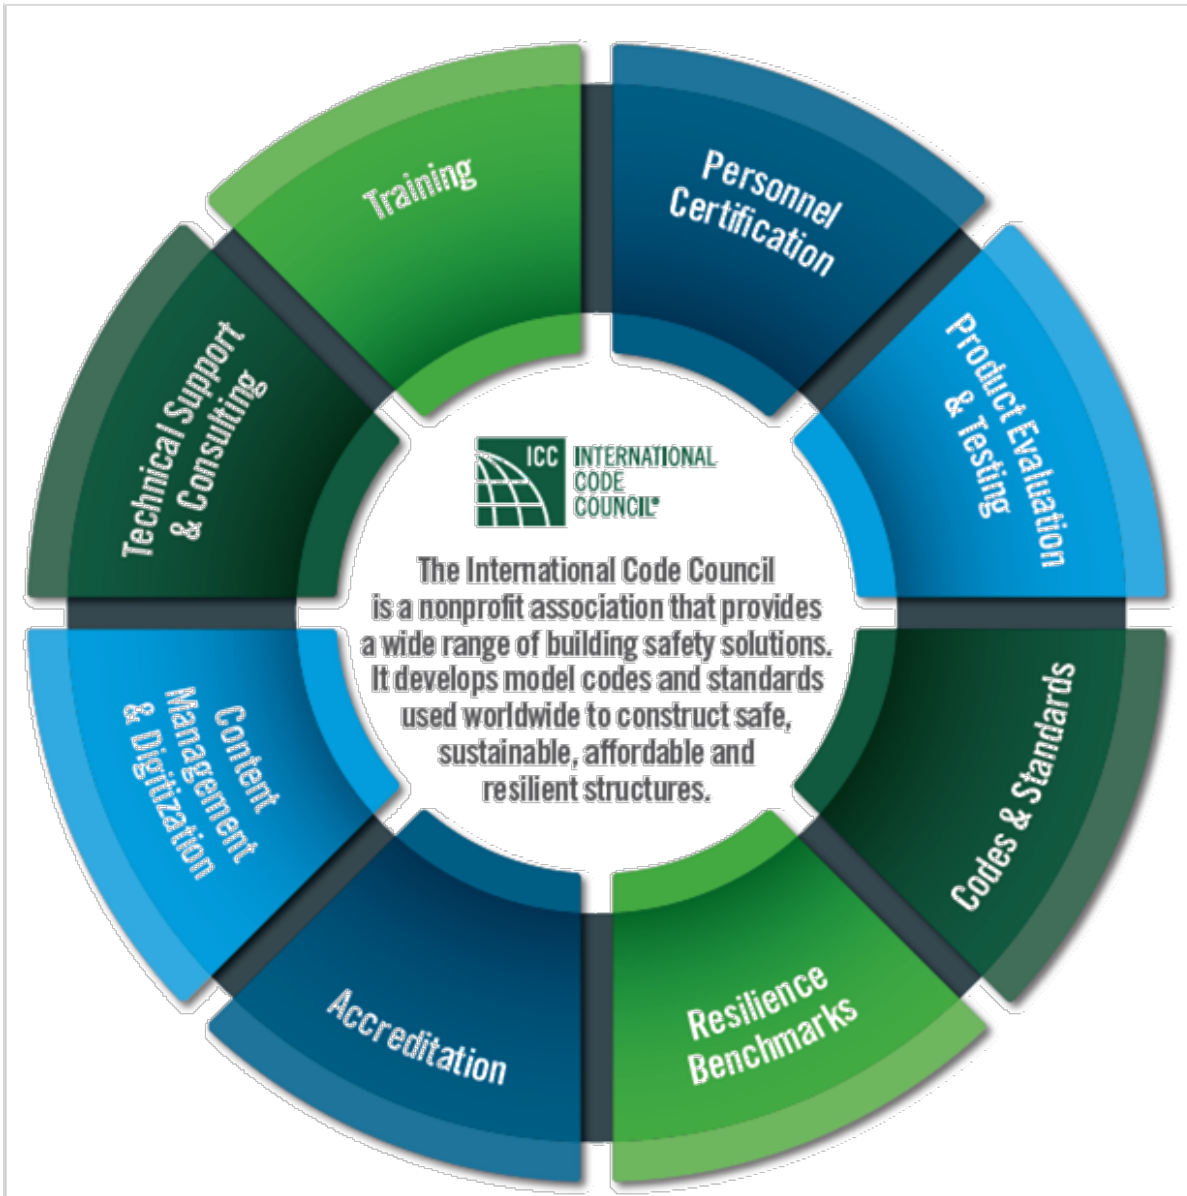 Training
Personnel
Certification
Product Evaluation
& Testing
Codes & Standards
Resilience
Benchmarks
Accreditation
Content
Management
& Digitization
Technical Support
& Consulting
ICC
INTERNATIONAL
CODE
COUNCIL®
The International Code Council
is a nonprofit association that provides
a wide range of building safety solutions.
It develops model codes and standards
used worldwide to construct safe,
sustainable, affordable and
resilient structures.